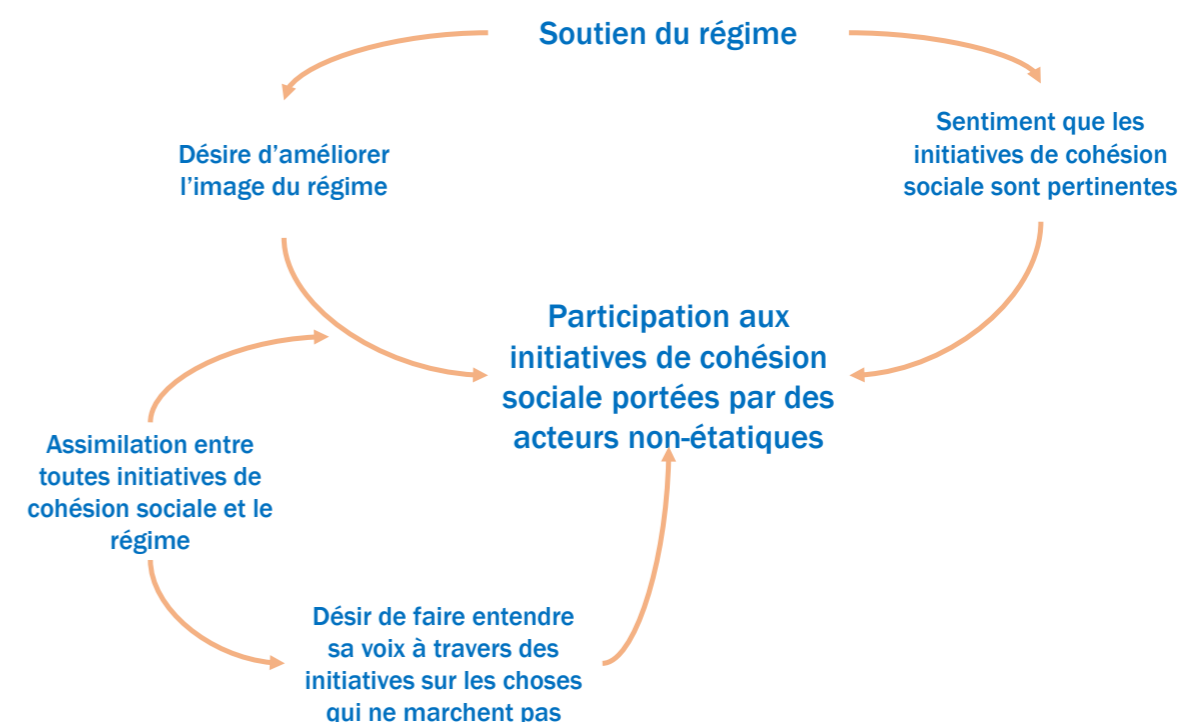 Soutien du régime
Désire d’améliorer
l’image du régime
Sentiment que les
initiatives de cohésion
sociale sont pertinentes
Participation aux
initiatives de cohésion
sociale portées par des
acteurs non-étatiques
Assimilation entre
toutes initiatives de
cohésion sociale et le
régime
Désir de faire entendre
sa voix à travers des
initiatives sur les choses
qui ne marchent pas